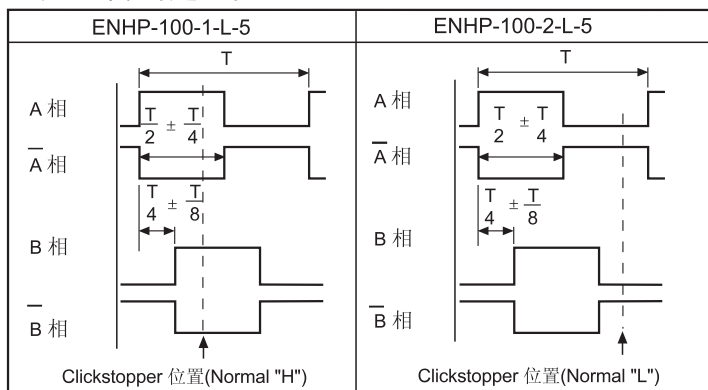 ENHP-100-1-L-5
T
A 相
T/2 ± T/4
A̅ 相
T/4 ± T/8
B 相
B̅ 相
Clickstopper 位置(Normal "H")
ENHP-100-2-L-5
T
A 相
T/2 ± T/4
A̅ 相
T/4 ± T/8
B 相
B̅ 相
Clickstopper 位置(Normal "L")